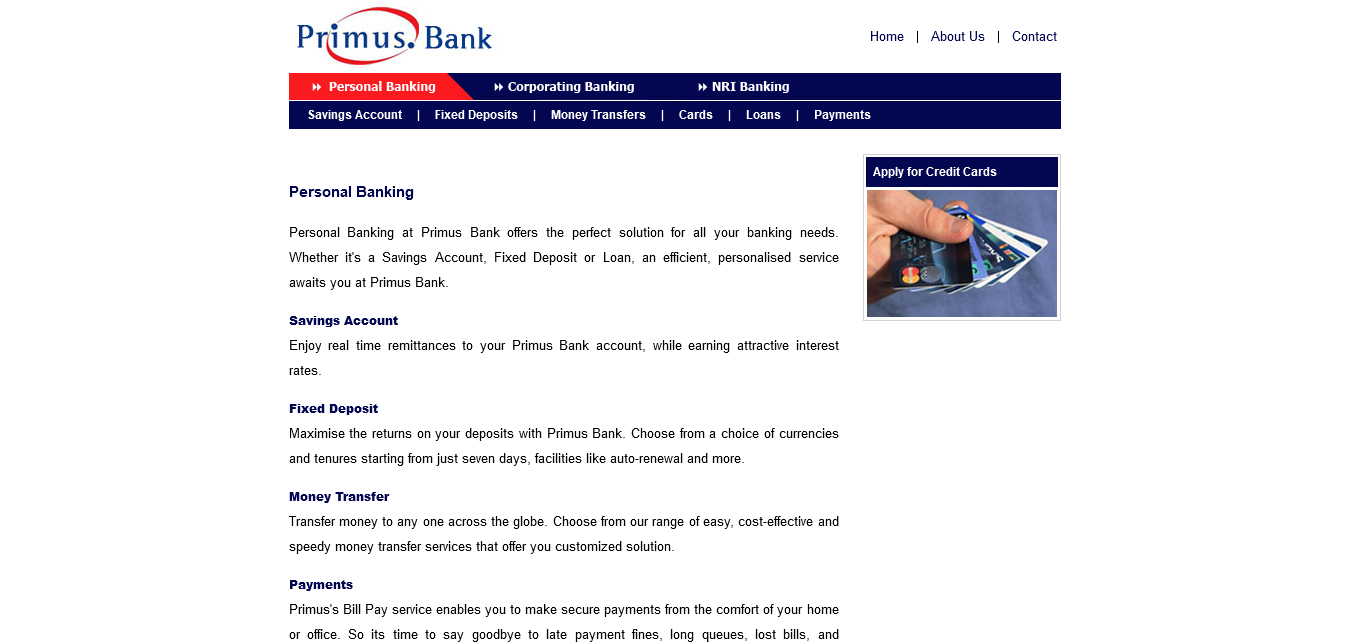 Primus. Bank
Home | About Us | Contact
Personal Banking
Corporating Banking
NRI Banking
Savings Account | Fixed Deposits | Money Transfers | Cards | Loans | Payments
Personal Banking
Personal Banking at Primus Bank offers the perfect solution for all your banking needs.
Whether it's a Savings Account, Fixed Deposit or Loan, an efficient, personalised service
awaits you at Primus Bank.
Savings Account
Enjoy real time remittances to your Primus Bank account, while earning attractive interest
rates.
Fixed Deposit
Maximise the returns on your deposits with Primus Bank. Choose from a choice of currencies
and tenures starting from just seven days, facilities like auto-renewal and more.
Money Transfer
Transfer money to any one across the globe. Choose from our range of easy, cost-effective and
speedy money transfer services that offer you customized solution.
Payments
Primus's Bill Pay service enables you to make secure payments from the comfort of your home
or office. So its time to say goodbye to late payment fines, long queues, lost bills, and
Apply for Credit Cards